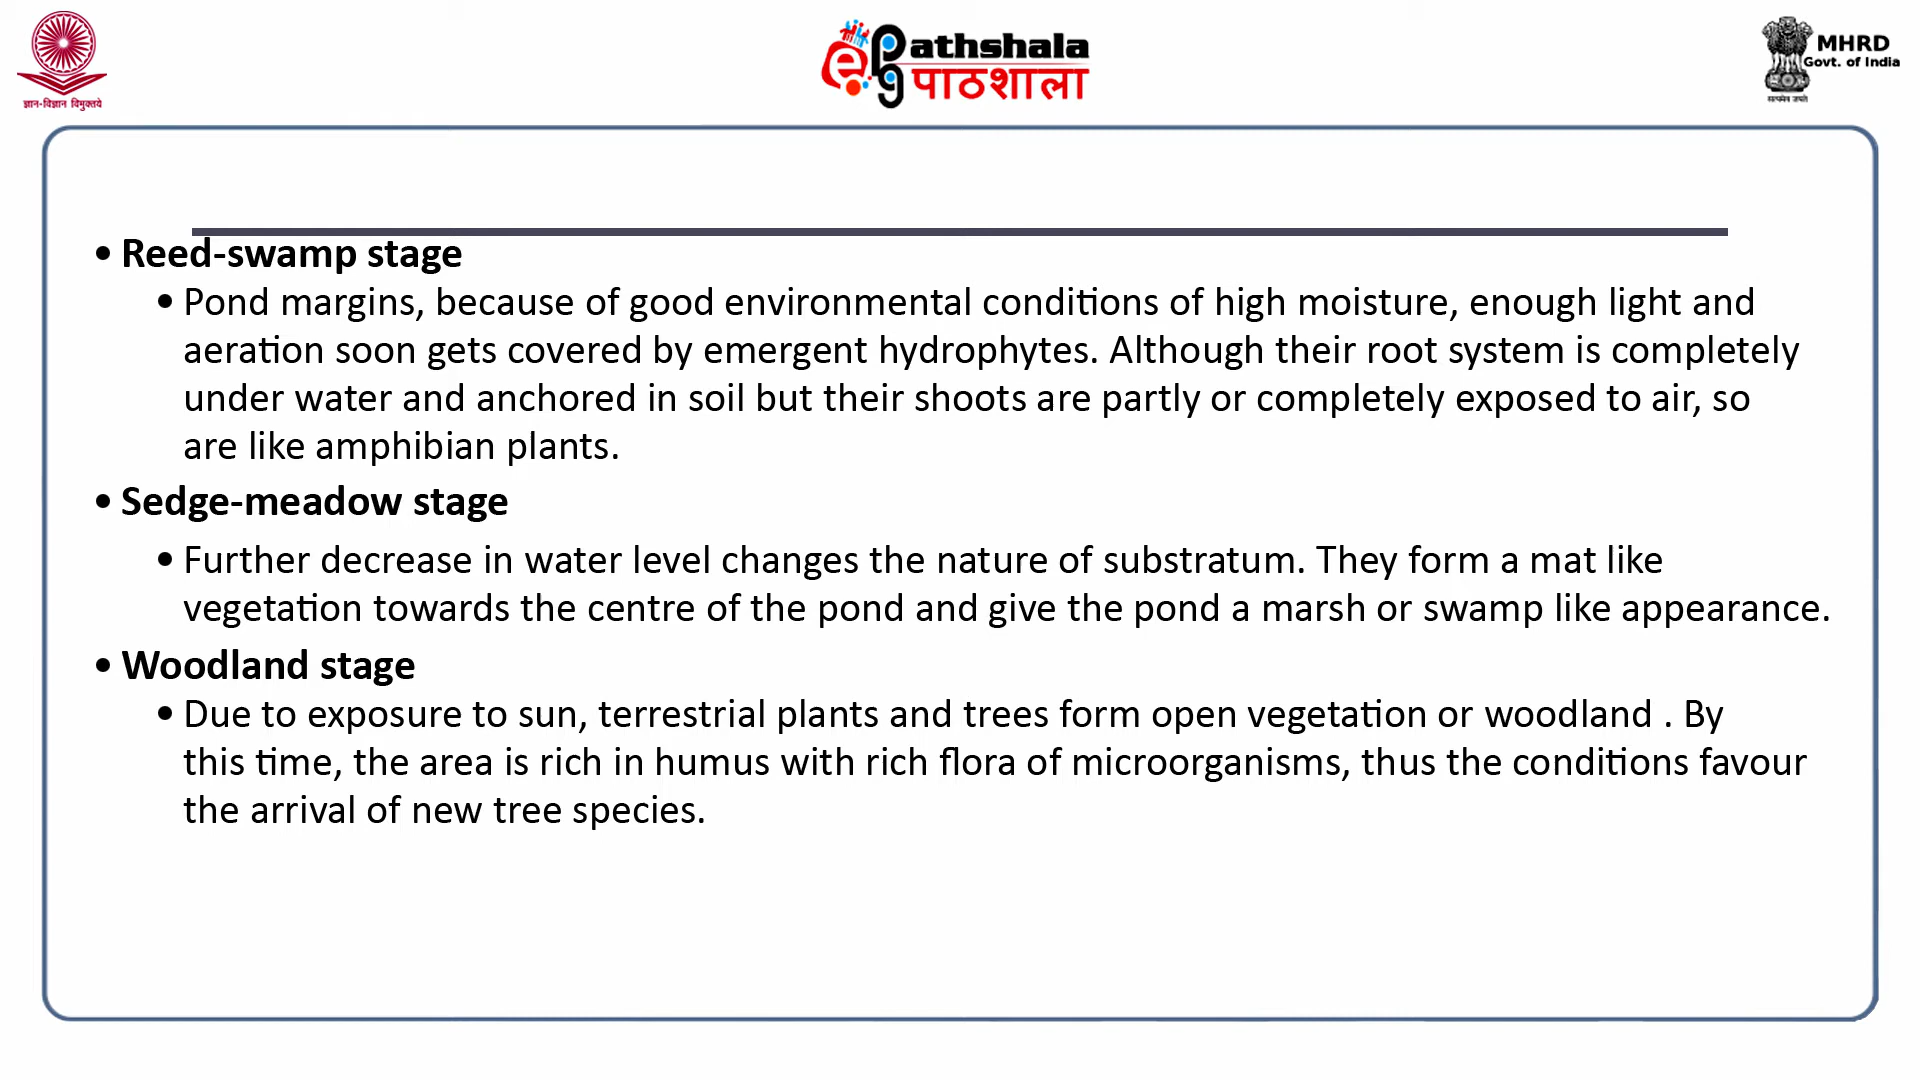 ज्ञान-विज्ञान विमुक्तये
e
pg
athshala
पाठशाला
MHRD
Govt. of India
सत्यमेव जयते
• Reed-swamp stage
• Pond margins, because of good environmental conditions of high moisture, enough light and
aeration soon gets covered by emergent hydrophytes. Although their root system is completely
under water and anchored in soil but their shoots are partly or completely exposed to air, so
are like amphibian plants.
• Sedge-meadow stage
• Further decrease in water level changes the nature of substratum. They form a mat like
vegetation towards the centre of the pond and give the pond a marsh or swamp like appearance.
• Woodland stage
• Due to exposure to sun, terrestrial plants and trees form open vegetation or woodland . By
this time, the area is rich in humus with rich flora of microorganisms, thus the conditions favour
the arrival of new tree species.